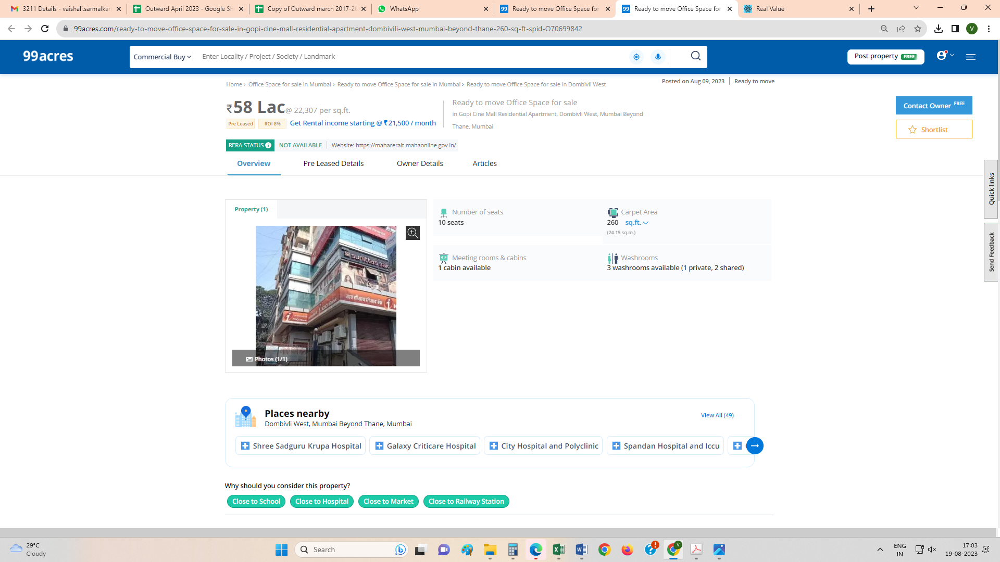 3211 Details - vaishali.sarmalkar
Outward April 2023 - Google Sh
Copy of Outward march 2017-20
WhatsApp
Ready to move Office Space for
Ready to move Office Space for
Real Value
99acres.com/ready-to-move-office-space-for-sale-in-gopi-cine-mall-residential-apartment-dombivili-west-mumbai-beyond-thane-260-sq-ft-spid-O70699842
V
99acres
Commercial Buy
Enter Locality / Project / Society / Landmark
Post property FREE
Home › Office Space for sale in Mumbai › Ready to move Office Space for sale in Mumbai › Ready to move Office Space for sale in Dombivli West
Posted on Aug 09, 2023 | Ready to move
₹58 Lac @ 22,307 per sq.ft.
Pre Leased ROI 8% Get Rental income starting @ ₹21,500 / month
Ready to move Office Space for sale
in Gopi Cine Mall Residential Apartment, Dombivli West, Mumbai Beyond
Thane, Mumbai
Contact Owner FREE
Shortlist
RERA STATUS NOT AVAILABLE Website: https://maharerait.mahaonline.gov.in/
Overview
Pre Leased Details
Owner Details
Articles
Quick links
Send Feedback
Property (1)
sunitta's
आय सी आय सी आय बैंक
ICICI Bank
Photos (1/1)
Number of seats
10 seats
Carpet Area
260 sq.ft.
(24.15 sq.m.)
Meeting rooms & cabins
1 cabin available
Washrooms
3 washrooms available (1 private, 2 shared)
Places nearby
Dombivli West, Mumbai Beyond Thane, Mumbai
View All (49)
Shree Sadguru Krupa Hospital
Galaxy Criticare Hospital
City Hospital and Polyclinic
Spandan Hospital and Iccu
Why should you consider this property?
Close to School
Close to Hospital
Close to Market
Close to Railway Station
29°C
Cloudy
Search
ENG
IN
17:03
19-08-2023